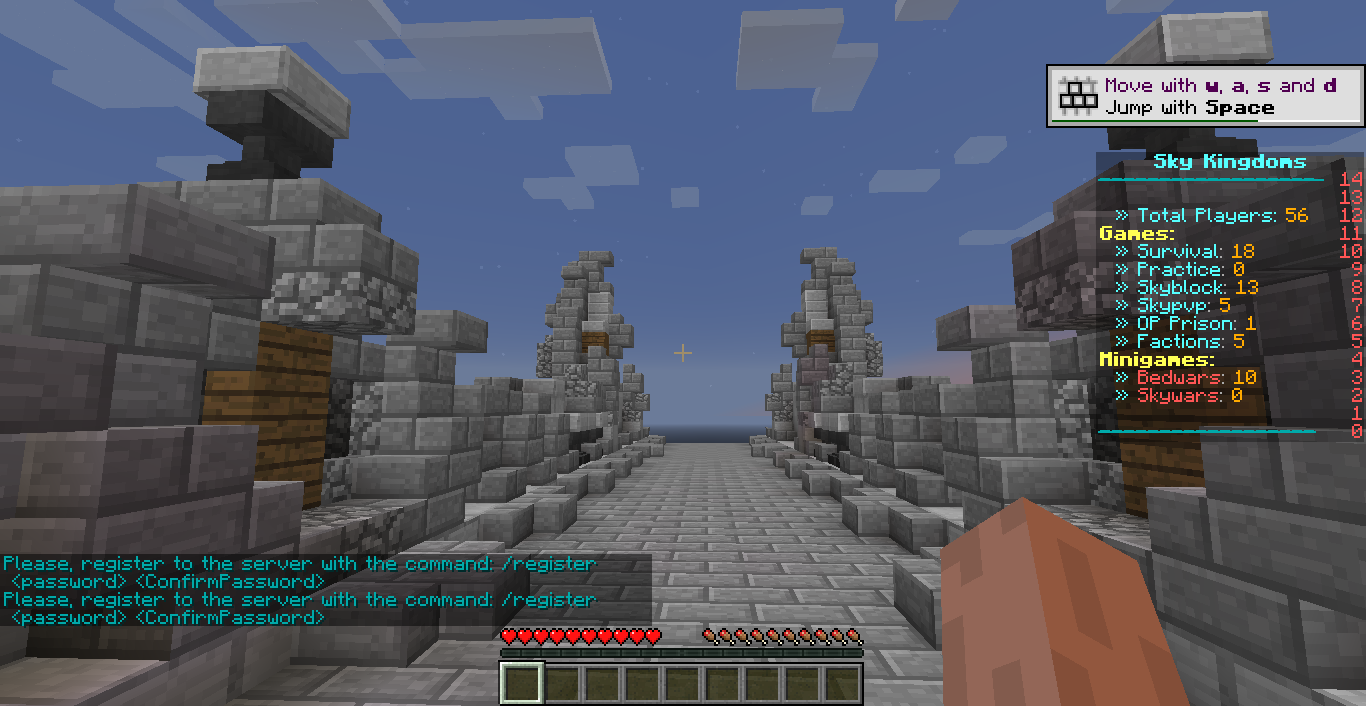 Move with w, a, s and d
Jump with Space
Sky Kingdoms
14
13
» Total Players: 56 12
Games: 11
» Survival: 18 10
» Practice: 0 9
» Skyblock: 13 8
» Skypvp: 5 7
» OP Prison: 1 6
» Factions: 5 5
Minigames: 4
» Bedwars: 10 3
» Skywars: 0 2
1
0
Please, register to the server with the command: /register
<password> <ConfirmPassword>
Please, register to the server with the command: /register
<password> <ConfirmPassword>